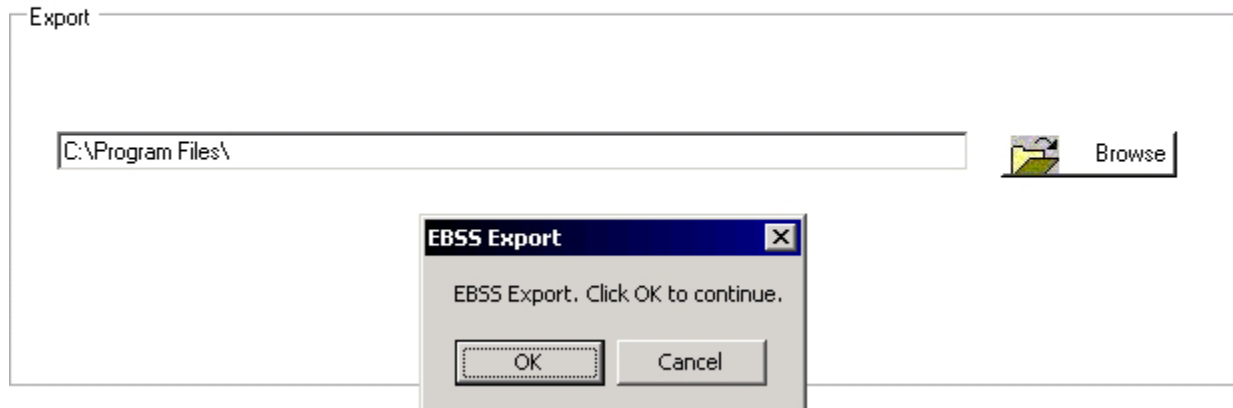 Export
C:\Program Files\
Browse
EBSS Export
EBSS Export. Click OK to continue.
OK
Cancel